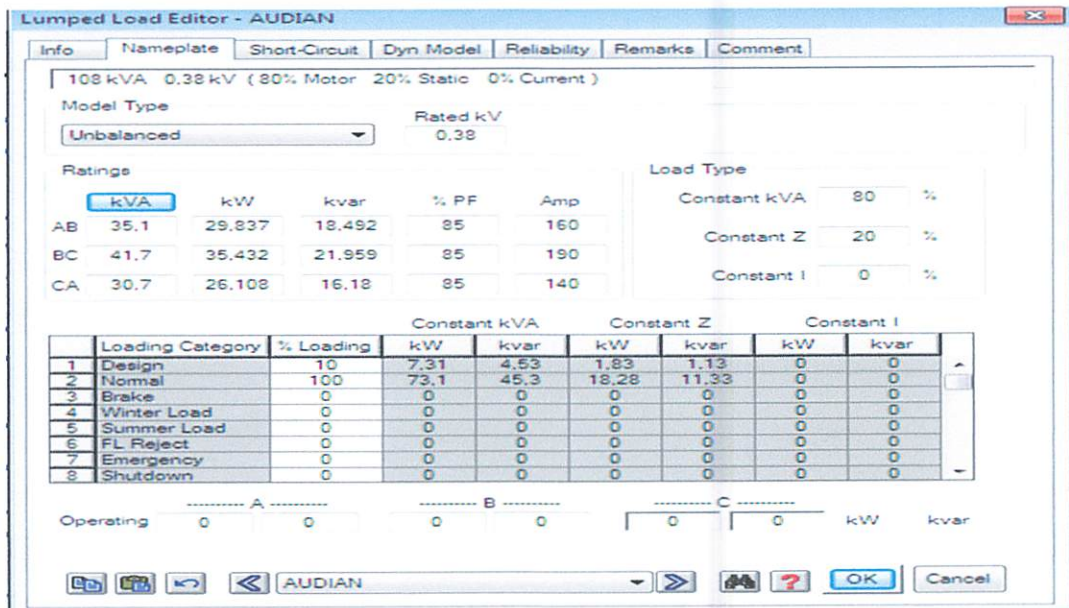 Lumped Load Editor - AUDIAN
Info Nameplate Short-Circuit Dyn Model Reliability Remarks Comment
108 kVA 0.38 kV ( 80% Motor 20% Static 0% Current )
Model Type
Unbalanced
Rated kV
0.38
Ratings
kVA kW kvar % PF Amp
AB 35.1 29.837 18.492 85 160
BC 41.7 35.432 21.959 85 190
CA 30.7 26.108 16.18 85 140
Load Type
Constant kVA 80 %
Constant Z 20 %
Constant I 0 %
Constant kVA Constant Z Constant I
Loading Category % Loading kW kvar kW kvar kW kvar
1 Design 10 7.31 4.53 1.83 1.13 0 0
2 Normal 100 73.1 45.3 18.28 11.33 0 0
3 Brake 0 0 0 0 0 0 0
4 Winter Load 0 0 0 0 0 0 0
5 Summer Load 0 0 0 0 0 0 0
6 FL Reject 0 0 0 0 0 0 0
7 Emergency 0 0 0 0 0 0 0
8 Shutdown 0 0 0 0 0 0 0
---------- A ---------- ---------- B ---------- ---------- C ----------
Operating 0 0 0 0 0 0 kW kvar
AUDIAN
? OK Cancel